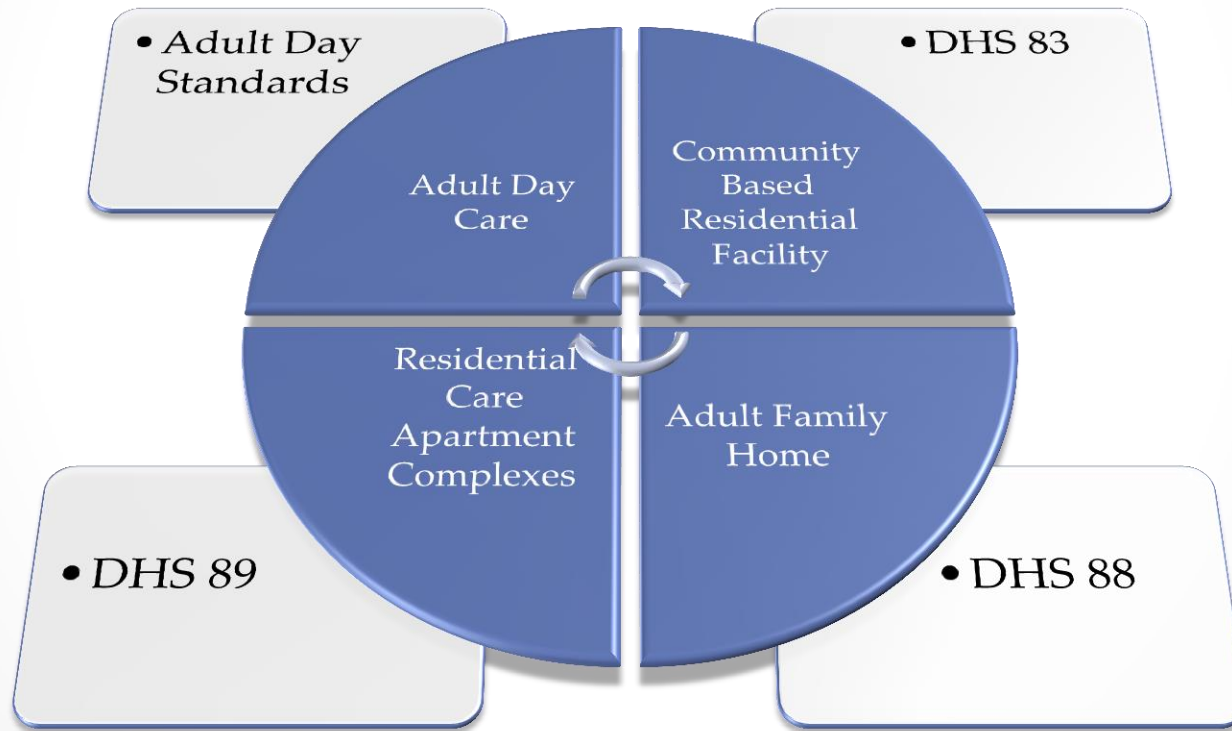 • Adult Day
Standards
• DHS 83
Adult Day
Care
Community
Based
Residential
Facility
Residential
Care
Apartment
Complexes
Adult Family
Home
• DHS 89
• DHS 88